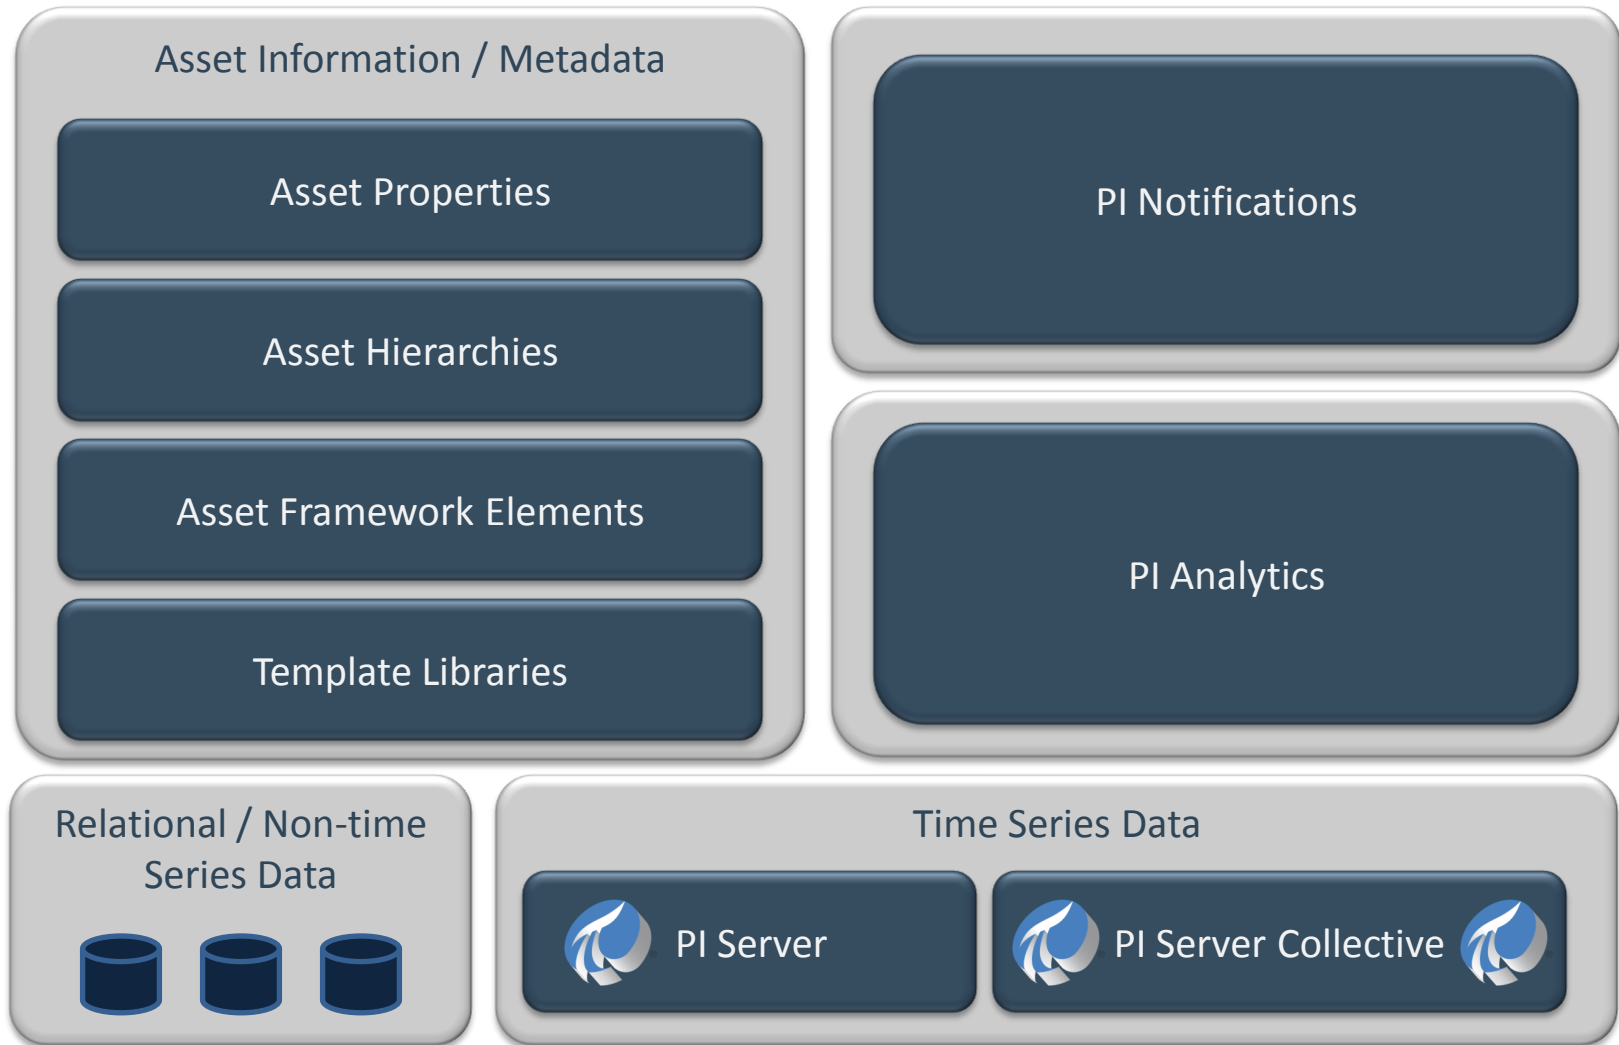 Asset Information / Metadata
Asset Properties
Asset Hierarchies
Asset Framework Elements
Template Libraries
PI Notifications
PI Analytics
Relational / Non-time
Series Data
Time Series Data
PI Server
PI Server Collective